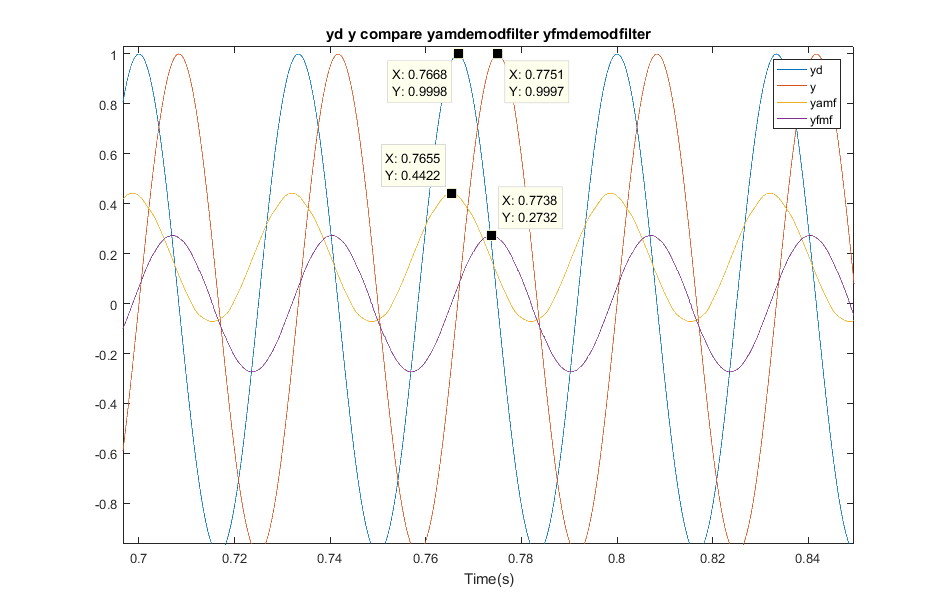 yd y compare yamdemodfilter yfmdemodfilter
1
0.8
0.6
0.4
0.2
0
-0.2
-0.4
-0.6
-0.8
X: 0.7668
Y: 0.9998
X: 0.7751
Y: 0.9997
X: 0.7655
Y: 0.4422
X: 0.7738
Y: 0.2732
yd
y
yamf
yfmf
0.7 0.72 0.74 0.76 0.78 0.8 0.82 0.84
Time(s)